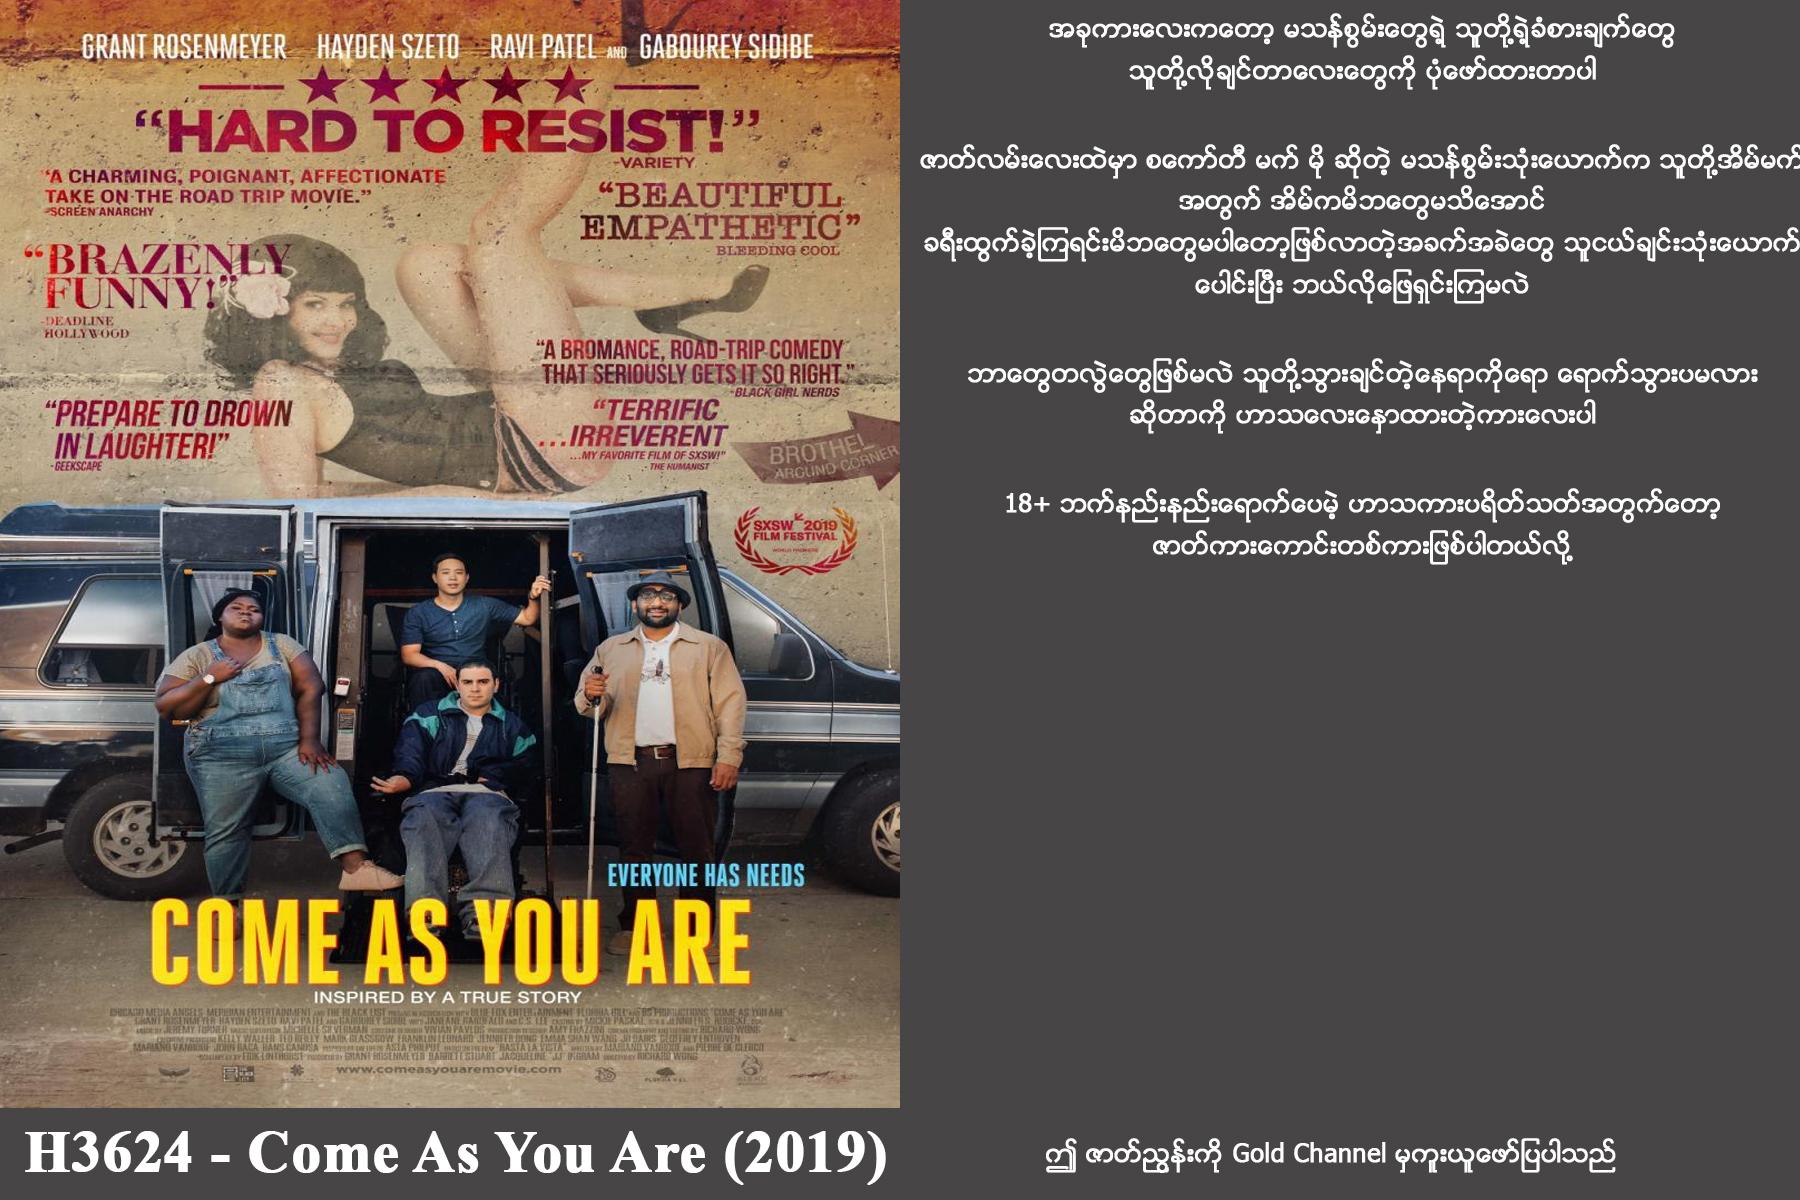 GRANT ROSENMEYER HAYDEN SZETO RAVI PATEL AND GABOUREY SIDIBE
“HARD TO RESIST!”
-VARIETY
“A CHARMING, POIGNANT, AFFECTIONATE
TAKE ON THE ROAD TRIP MOVIE.”
-SCREEN ANARCHY
“BEAUTIFUL
EMPATHETIC”
BLEEDING COOL
“BRAZENLY
FUNNY!”
-DEADLINE
HOLLYWOOD
“A BROMANCE, ROAD-TRIP COMEDY
THAT SERIOUSLY GETS IT SO RIGHT.”
-BLACK GIRL NERDS
“PREPARE TO DROWN
IN LAUGHTER!”
-GEEKSCAPE
“TERRIFIC
...IRREVERENT
...MY FAVORITE FILM OF SXSW!”
- THE HUMANIST
BROTHEL
AROUND CORNER
SXSW 2019
FILM FESTIVAL
WORLD PREMIERE
EVERYONE HAS NEEDS
COME AS YOU ARE
INSPIRED BY A TRUE STORY
www.comeasyouaremovie.com
H3624 - Come As You Are (2019)
အခုကားလေးကတော့ မသန်စွမ်းတွေရဲ့ သူတို့ရဲ့ခံစားချက်တွေ
သူတို့လိုချင်တာလေးတွေကို ပုံဖော်ထားတာပါ
ဇာတ်လမ်းလေးထဲမှာ စကော်တီ မက် မို ဆိုတဲ့ မသန်စွမ်းသုံးယောက်က သူတို့အိမ်မက်
အတွက် အိမ်ကမိဘတွေမသိအောင်
ခရီးထွက်ခဲ့ကြရင်းမိဘတွေမပါတော့ဖြစ်လာတဲ့အခက်အခဲတွေ သူငယ်ချင်းသုံးယောက်
ပေါင်းပြီး ဘယ်လိုဖြေရှင်းကြမလဲ
ဘာတွေတလွဲတွေဖြစ်မလဲ သူတို့သွားချင်တဲ့နေရာကိုရော ရောက်သွားပမလား
ဆိုတာကို ဟာသလေးနှောထားတဲ့ကားလေးပါ
18+ ဘက်နည်းနည်းရောက်ပေမဲ့ ဟာသကားပရိတ်သတ်အတွက်တော့
ဇာတ်ကားကောင်းတစ်ကားဖြစ်ပါတယ်လို့
ဤ ဇာတ်ညွှန်းကို Gold Channel မှကူးယူဖော်ပြပါသည်